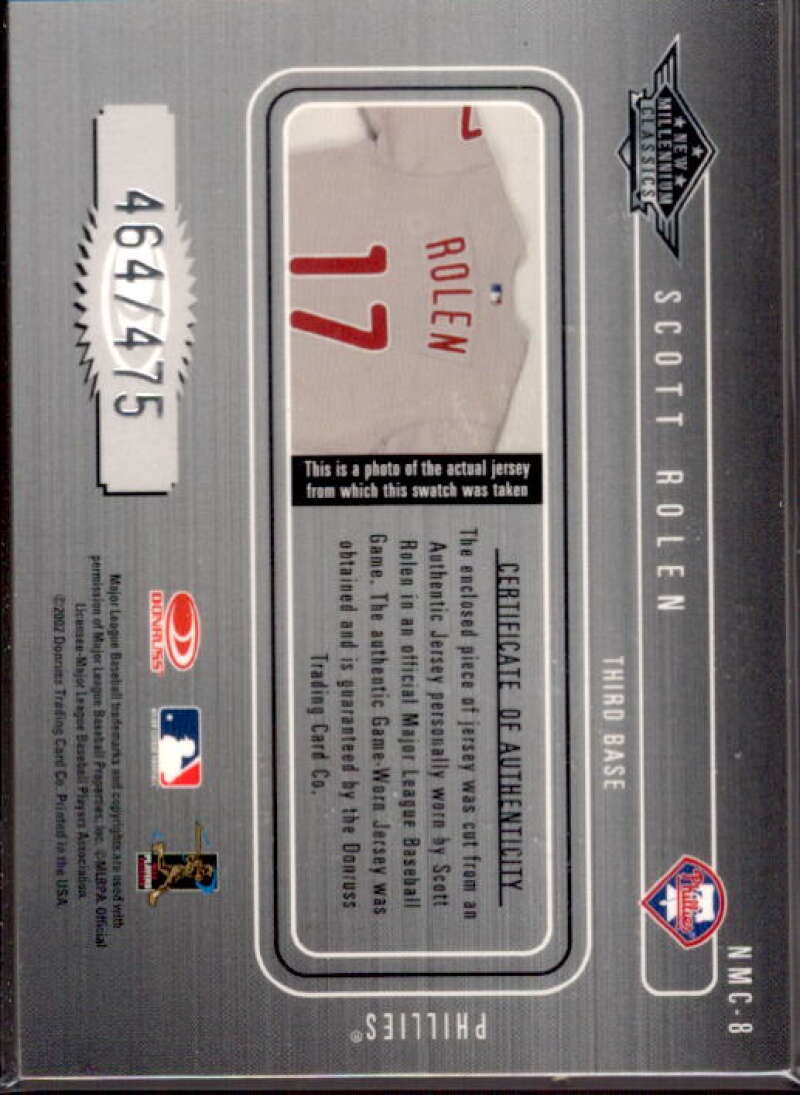 NMC-8
NEW
MILLENNIUM
CLASSICS
SCOTT ROLEN
Phillies
THIRD BASE
ROLEN
17
This is a photo of the actual jersey
from which this swatch was taken
CERTIFICATE OF AUTHENTICITY
The enclosed piece of jersey was cut from an
Authentic Jersey personally worn by Scott
Rolen in an official Major League Baseball
Game. The authentic Game-Worn Jersey was
obtained and is guaranteed by the Donruss
Trading Card Co.
PHILLIES®
464/475
DONRUSS
Major League Baseball trademarks and copyrights are used with
permission of Major League Baseball Properties, Inc. ©MLBPA Official
Licensee-Major League Baseball Players Association.
©2002 Donruss Trading Card Co. Printed in the USA.